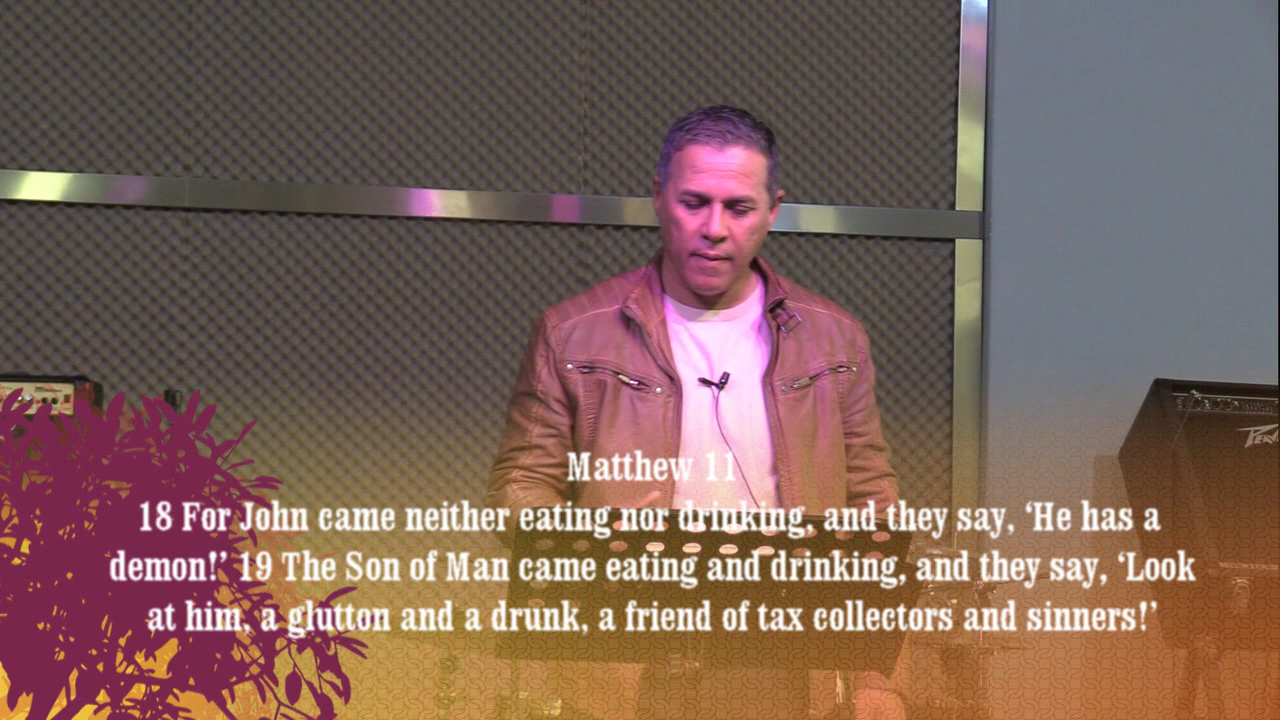 Matthew 11
18 For John came neither eating nor drinking, and they say, ‘He has a
demon!’ 19 The Son of Man came eating and drinking, and they say, ‘Look
at him, a glutton and a drunk, a friend of tax collectors and sinners!’